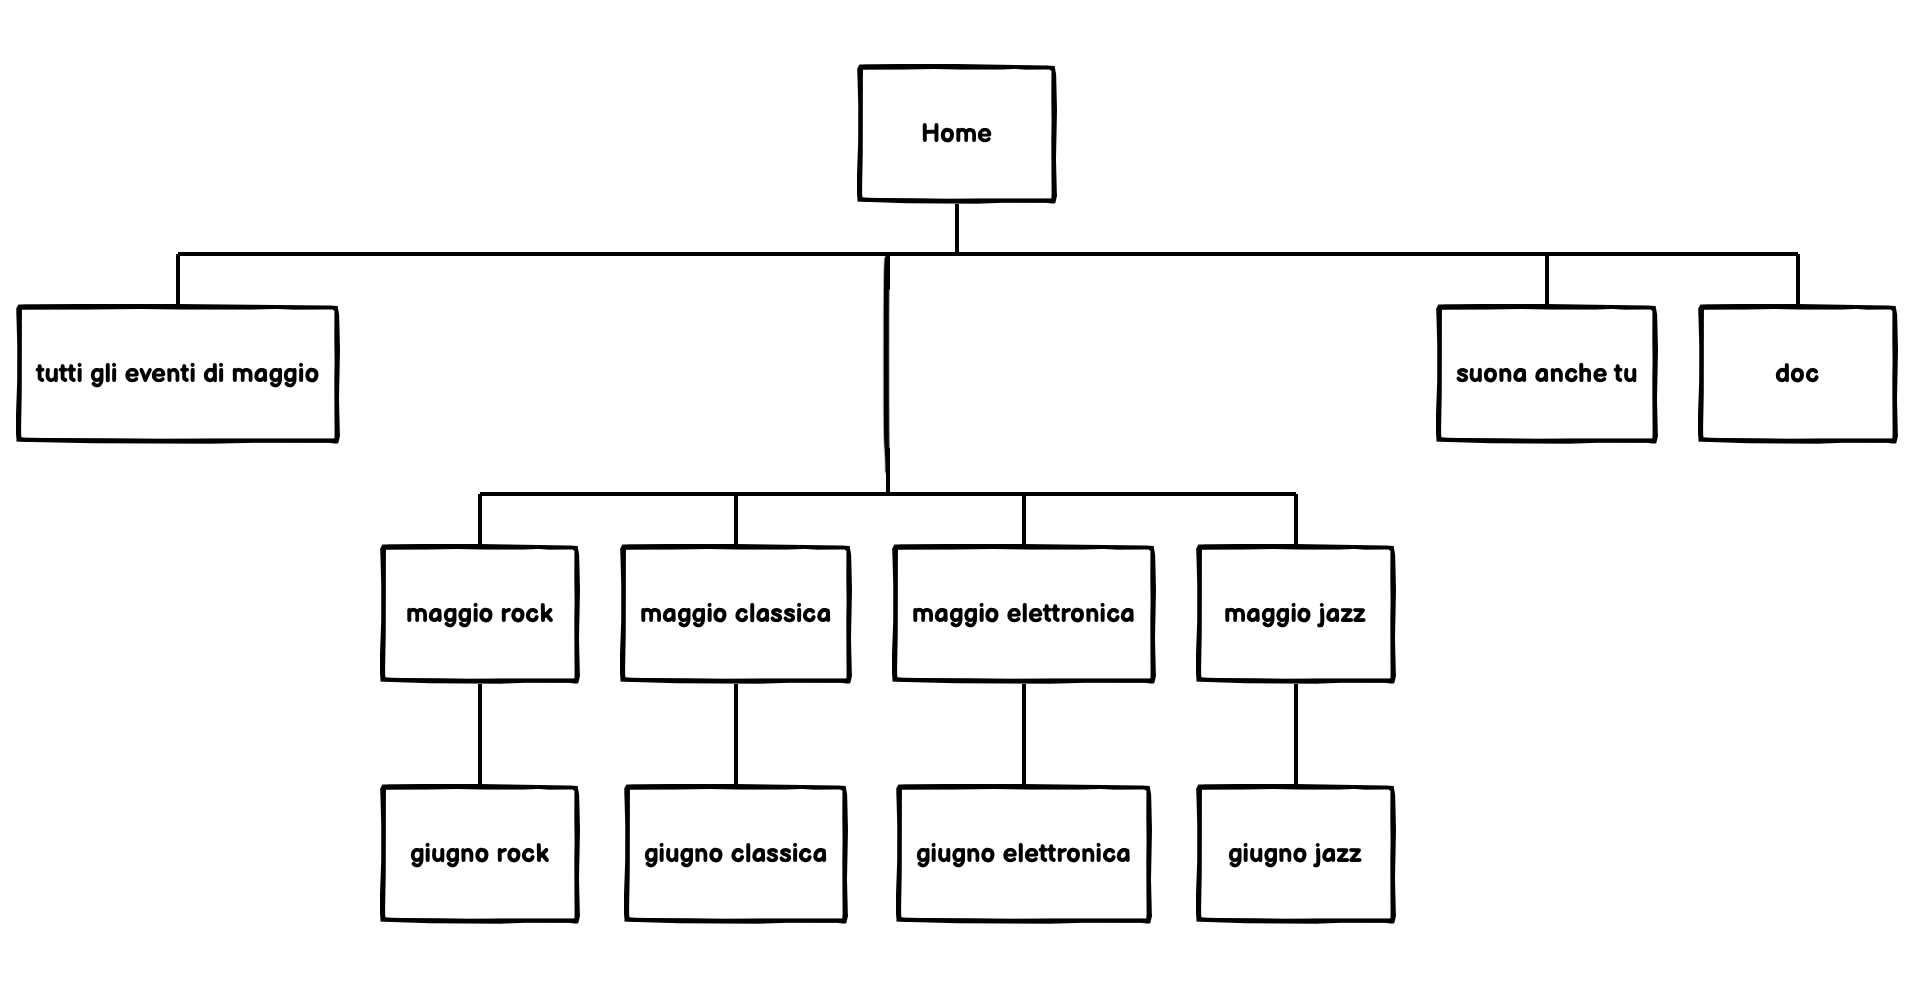 Home
tutti gli eventi di maggio
suona anche tu
doc
maggio rock
maggio classica
maggio elettronica
maggio jazz
giugno rock
giugno classica
giugno elettronica
giugno jazz